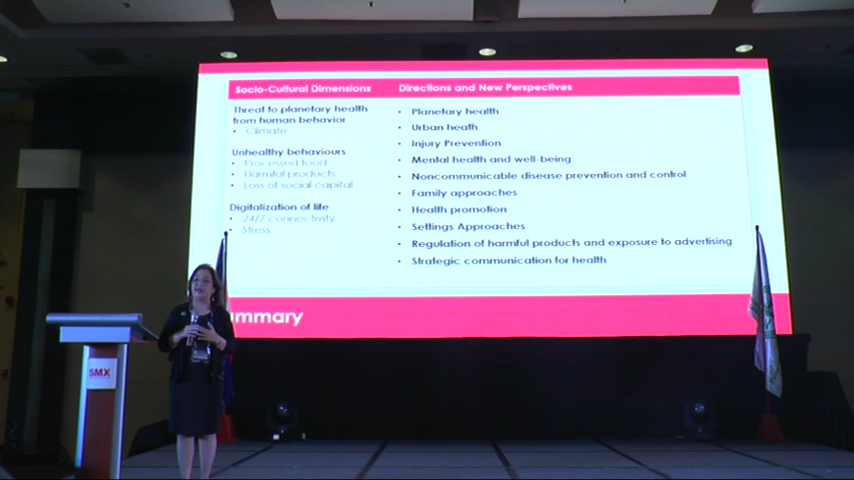 Socio-Cultural Dimensions
Threat to planetary health
from human behavior
• Climate
Unhealthy behaviours
• Processed food
• Harmful products
• Loss of social capital
Digitalization of life
• 24/7 connectivity
• Stress
Directions and New Perspectives
• Planetary health
• Urban heath
• Injury Prevention
• Mental health and well-being
• Noncommunicable disease prevention and control
• Family approaches
• Health promotion
• Settings Approaches
• Regulation of harmful products and exposure to advertising
• Strategic communication for health
ummary
SMX